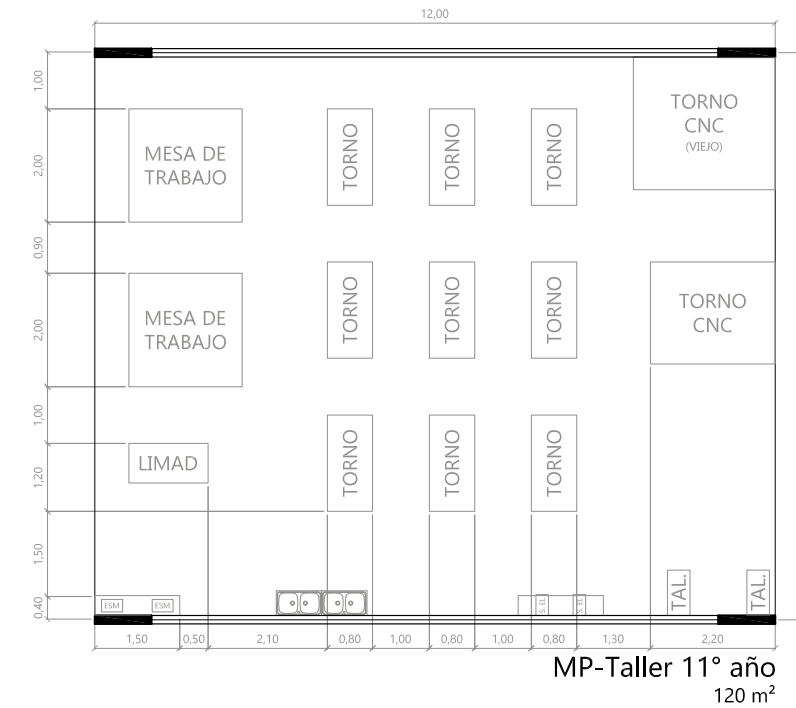 12,00
1,00
2,00
0,90
2,00
1,00
1,20
1,50
0,40
MESA DE
TRABAJO
TORNO
TORNO
TORNO
TORNO
CNC
(VIEJO)
MESA DE
TRABAJO
TORNO
TORNO
TORNO
TORNO
CNC
LIMAD
TORNO
TORNO
TORNO
ESM
ESM
S. EL
S. EL
TAL.
TAL.
1,50
0,50
2,10
0,80
1,00
0,80
1,00
0,80
1,30
2,20
MP-Taller 11° año
120 m²